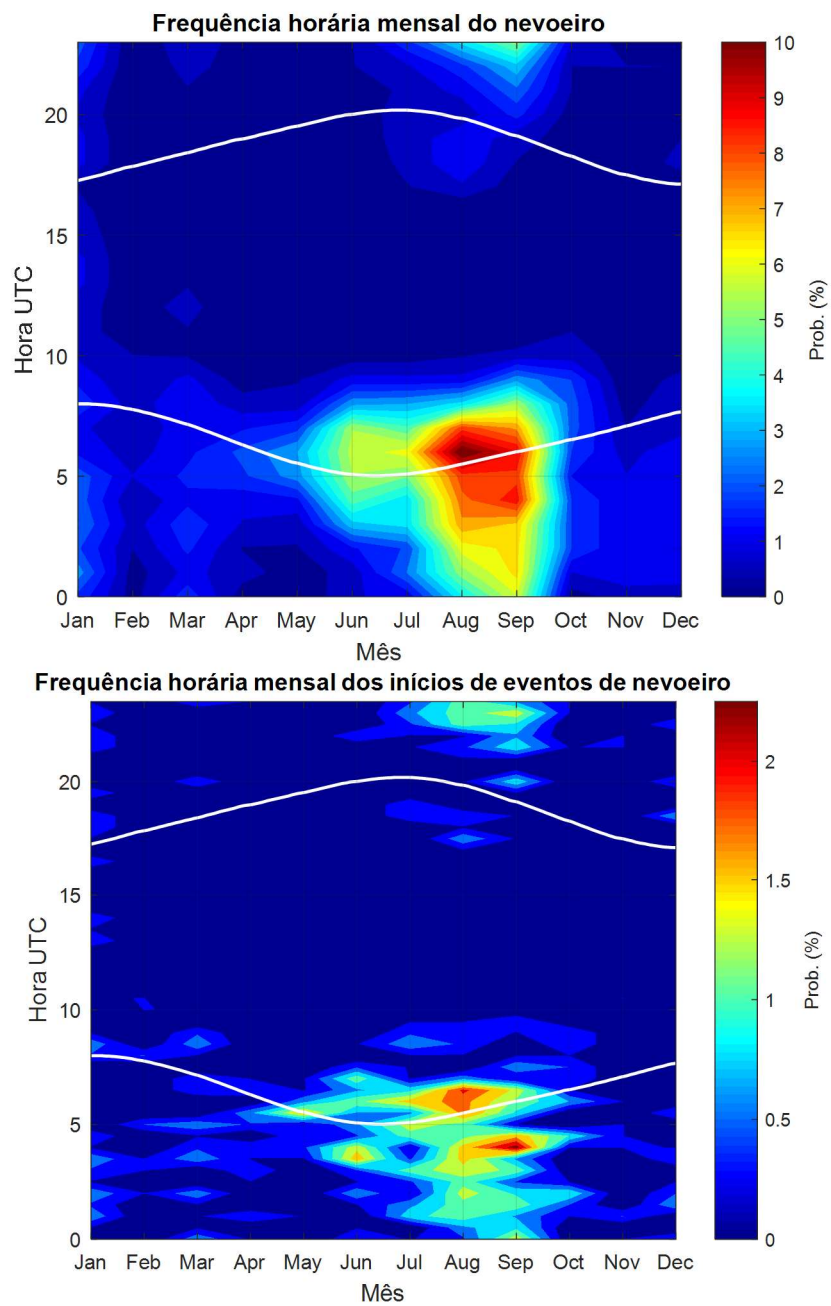 Frequência horária mensal do nevoeiro
Hora UTC
20
15
10
5
0
Jan Feb Mar Apr May Jun Jul Aug Sep Oct Nov Dec
Mês
10
9
8
7
6
5
4
3
2
1
0
Prob. (%)
Frequência horária mensal dos inícios de eventos de nevoeiro
Hora UTC
20
15
10
5
0
Jan Feb Mar Apr May Jun Jul Aug Sep Oct Nov Dec
Mês
2
1.5
1
0.5
0
Prob. (%)